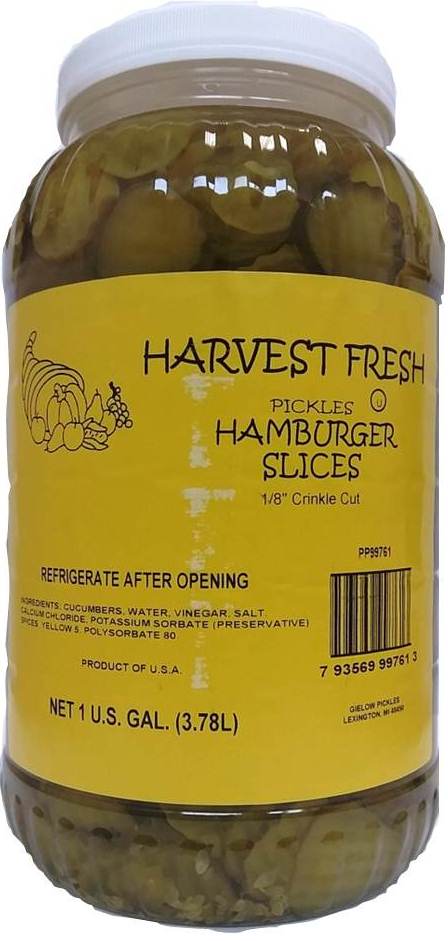 HARVEST FRESH
PICKLES U
HAMBURGER
SLICES
1/8" Crinkle Cut
PP99761
REFRIGERATE AFTER OPENING
INGREDIENTS: CUCUMBERS, WATER, VINEGAR, SALT,
CALCIUM CHLORIDE, POTASSIUM SORBATE (PRESERVATIVE)
SPICES YELLOW 5, POLYSORBATE 80
PRODUCT OF U.S.A.
7 93569 99761 3
NET 1 U.S. GAL. (3.78L)
GIELOW PICKLES
LEXINGTON, MI